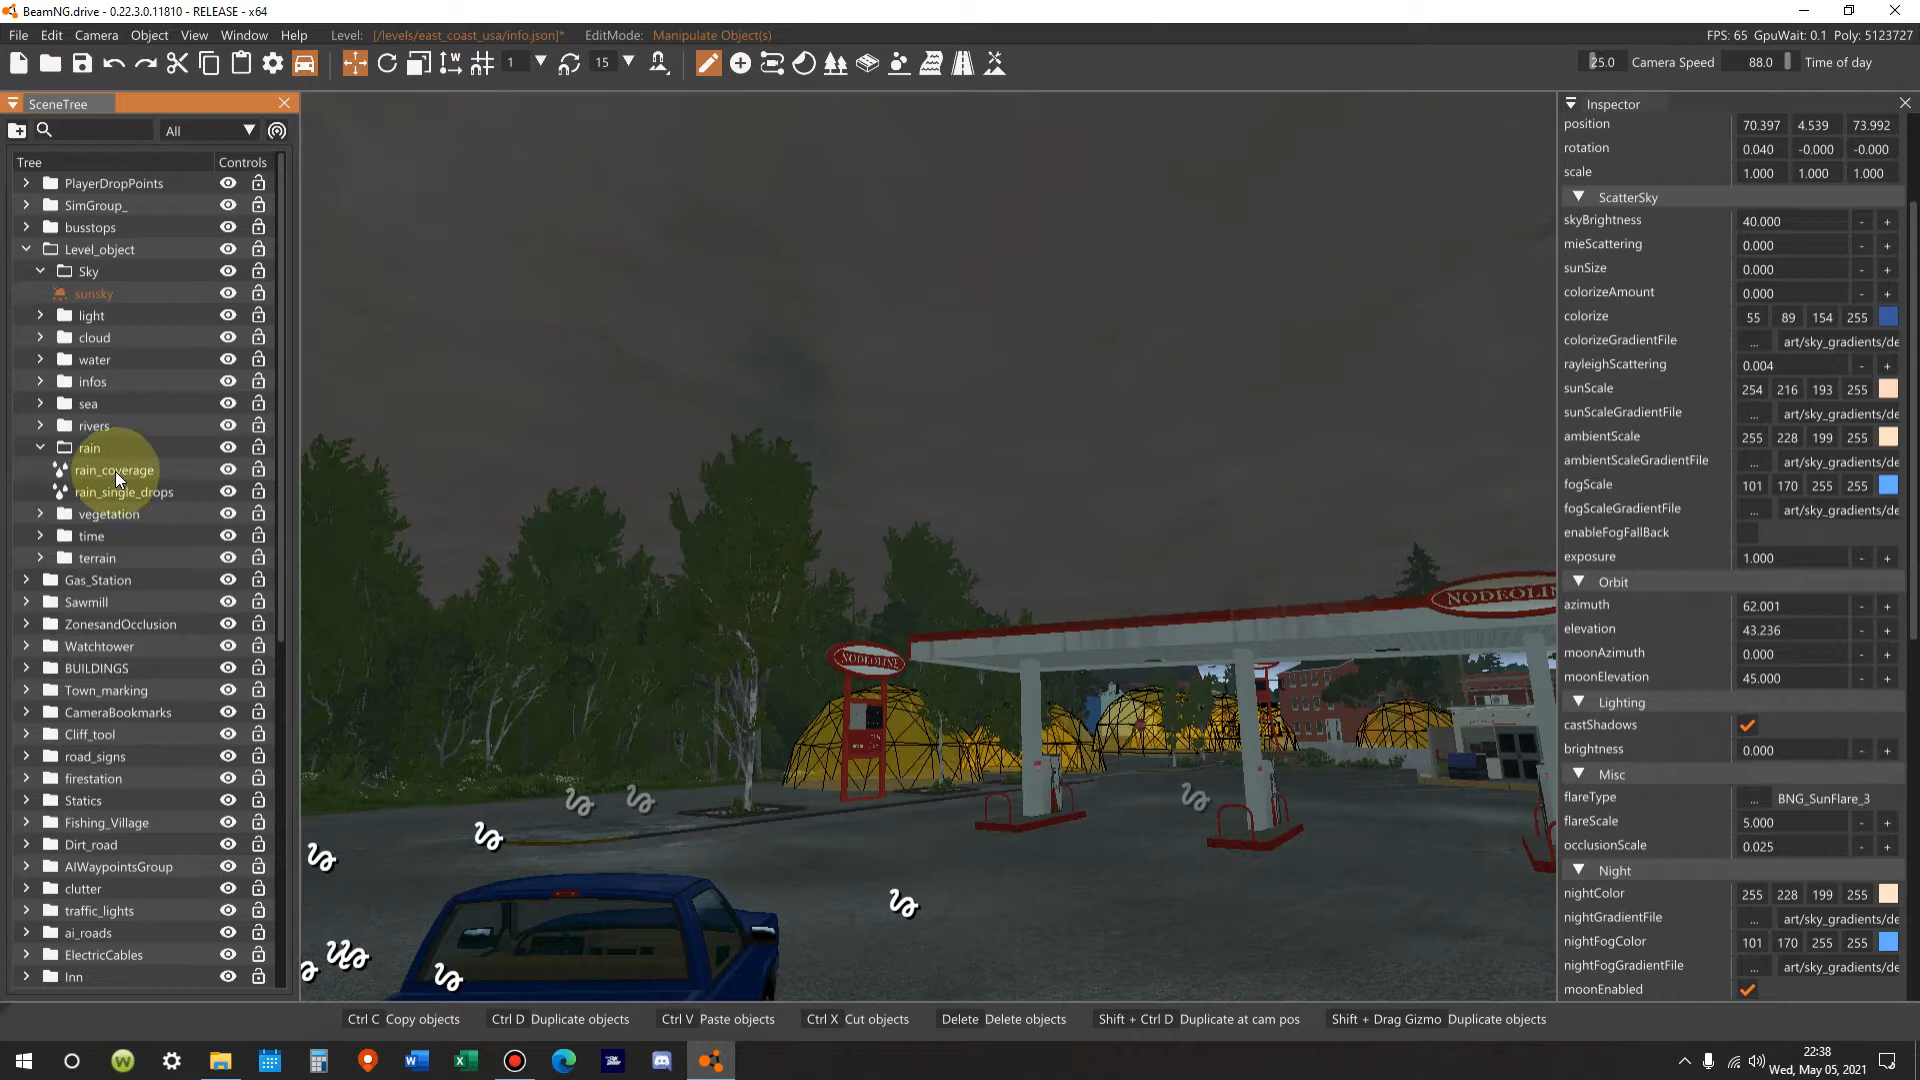 BeamNG.drive - 0.22.3.0.11810 - RELEASE - x64
File Edit Camera Object View Window Help Level: [/levels/east_coast_usa/info.json]* EditMode: Manipulate Object(s) FPS: 65 GpuWait: 0.1 Poly: 5123727
1 15 25.0 Camera Speed 88.0 Time of day
SceneTree
All
Tree Controls
PlayerDropPoints
SimGroup_
busstops
Level_object
Sky
sunsky
light
cloud
water
infos
sea
rivers
rain
rain_coverage
rain_single_drops
vegetation
time
terrain
Gas_Station
Sawmill
ZonesandOcclusion
Watchtower
BUILDINGS
Town_marking
CameraBookmarks
Cliff_tool
road_signs
firestation
Statics
Fishing_Village
Dirt_road
AIWaypointsGroup
clutter
traffic_lights
ai_roads
ElectricCables
Inn
NODEOLINE
NODEOLIN
Inspector
position 70.397 4.539 73.992
rotation 0.040 -0.000 -0.000
scale 1.000 1.000 1.000
ScatterSky
skyBrightness 40.000 - +
mieScattering 0.000 - +
sunSize 0.000 - +
colorizeAmount 0.000 - +
colorize 55 89 154 255
colorizeGradientFile ... art/sky_gradients/de
rayleighScattering 0.004 - +
sunScale 254 216 193 255
sunScaleGradientFile ... art/sky_gradients/de
ambientScale 255 228 199 255
ambientScaleGradientFile ... art/sky_gradients/de
fogScale 101 170 255 255
fogScaleGradientFile ... art/sky_gradients/de
enableFogFallBack
exposure 1.000 - +
Orbit
azimuth 62.001 - +
elevation 43.236 - +
moonAzimuth 0.000 - +
moonElevation 45.000 - +
Lighting
castShadows
brightness 0.000 - +
Misc
flareType ... BNG_SunFlare_3
flareScale 5.000 - +
occlusionScale 0.025 - +
Night
nightColor 255 228 199 255
nightGradientFile ... art/sky_gradients/de
nightFogColor 101 170 255 255
nightFogGradientFile ... art/sky_gradients/de
moonEnabled
Ctrl C Copy objects Ctrl D Duplicate objects Ctrl V Paste objects Ctrl X Cut objects Delete Delete objects Shift + Ctrl D Duplicate at cam pos Shift + Drag Gizmo Duplicate objects
22:38
Wed, May 05, 2021